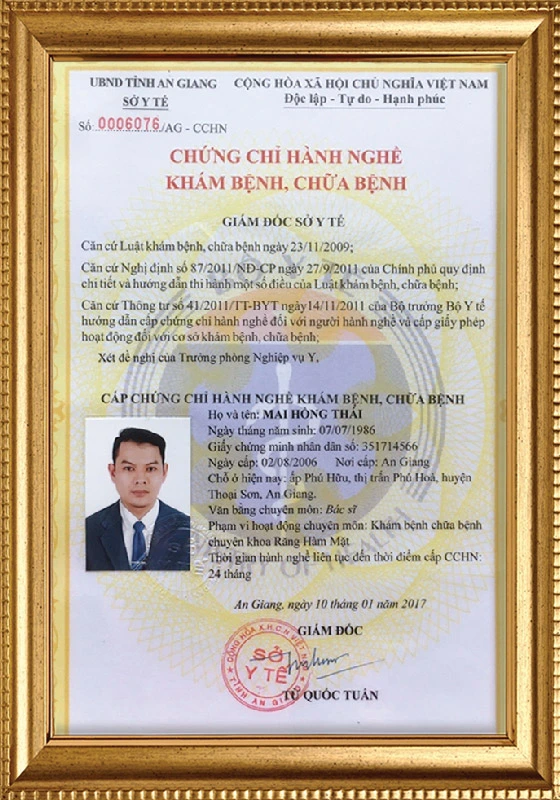 UBND TỈNH AN GIANG
SỞ Y TẾ
CỘNG HÒA XÃ HỘI CHỦ NGHĨA VIỆT NAM
Độc lập - Tự do - Hạnh phúc
Số: 0006076/AG - CCHN
CHỨNG CHỈ HÀNH NGHỀ
KHÁM BỆNH, CHỮA BỆNH
GIÁM ĐỐC SỞ Y TẾ
Căn cứ Luật khám bệnh, chữa bệnh ngày 23/11/2009;
Căn cứ Nghị định số 87/2011/NĐ-CP ngày 27/9/2011 của Chính phủ quy định
chi tiết và hướng dẫn thi hành một số điều của Luật khám bệnh, chữa bệnh;
Căn cứ Thông tư số 41/2011/TT-BYT ngày14/11/2011 của Bộ trưởng Bộ Y tế
hướng dẫn cấp chứng chỉ hành nghề đối với người hành nghề và cấp giấy phép
hoạt động đối với cơ sở khám bệnh, chữa bệnh;
Xét đề nghị của Trưởng phòng Nghiệp vụ Y,
CẤP CHỨNG CHỈ HÀNH NGHỀ KHÁM BỆNH, CHỮA BỆNH
Họ và tên: MAI HỒNG THÁI
Ngày tháng năm sinh: 07/07/1986
Giấy chứng minh nhân dân số: 351714566
Ngày cấp: 02/08/2006 Nơi cấp: An Giang
Chỗ ở hiện nay: ấp Phú Hữu, thị trấn Phú Hoà, huyện
Thoại Sơn, An Giang.
Văn bằng chuyên môn: Bác sĩ
Phạm vi hoạt động chuyên môn: Khám bệnh chữa bệnh
chuyên khoa Răng Hàm Mặt
Thời gian hành nghề liên tục đến thời điểm cấp CCHN:
24 tháng
An Giang, ngày 10 tháng 01 năm 2017
GIÁM ĐỐC
SỞ
Y TẾ
TỪ QUỐC TUẤN